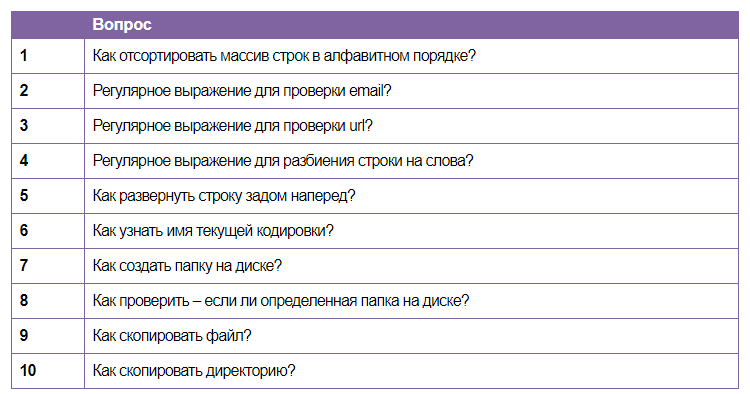 Вопрос
1 Как отсортировать массив строк в алфавитном порядке?
2 Регулярное выражение для проверки email?
3 Регулярное выражение для проверки url?
4 Регулярное выражение для разбиения строки на слова?
5 Как развернуть строку задом наперед?
6 Как узнать имя текущей кодировки?
7 Как создать папку на диске?
8 Как проверить – если ли определенная папка на диске?
9 Как скопировать файл?
10 Как скопировать директорию?